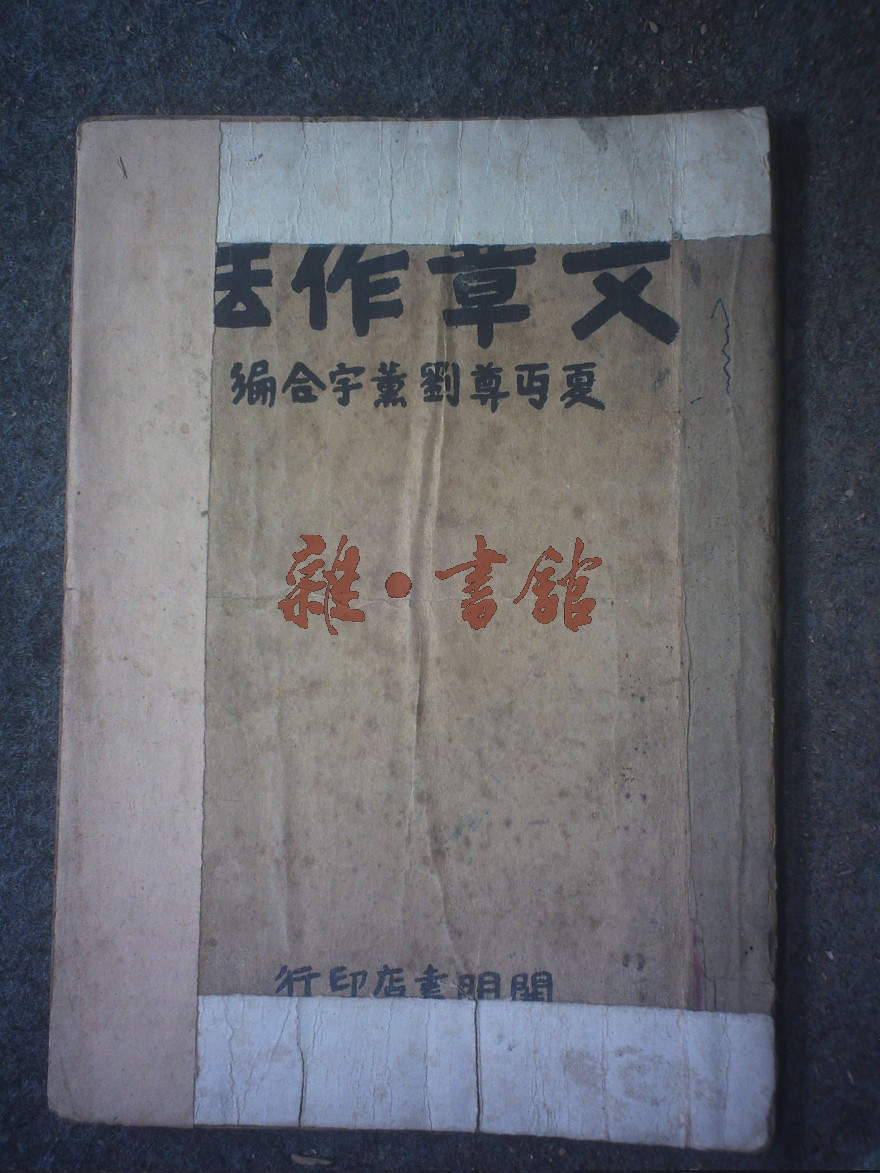 文章作法
夏丏尊劉薰宇合編
雜·書館
開明書店印行